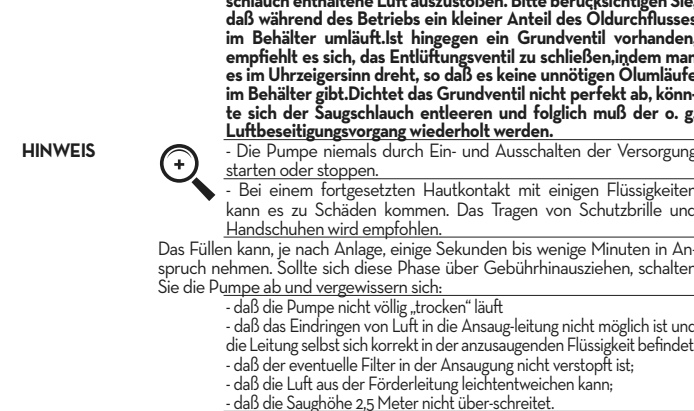 schlauch enthaltene Luft auszustoßen. Bitte berücksichtigen Sie,
daß während des Betriebs ein kleiner Anteil des Öldurchflusses
im Behälter umläuft.Ist hingegen ein Grundventil vorhanden,
empfiehlt es sich, das Entlüftungsventil zu schließen,indem man
es im Uhrzeigersinn dreht, so daß es keine unnötigen Ölumläufe
im Behälter gibt.Dichtet das Grundventil nicht perfekt ab, könn-
te sich der Saugschlauch entleeren und folglich muß der o. g.
Luftbeseitigungsvorgang wiederholt werden.
HINWEIS
- Die Pumpe niemals durch Ein- und Ausschalten der Versorgung
starten oder stoppen.
- Bei einem fortgesetzten Hautkontakt mit einigen Flüssigkeiten
kann es zu Schäden kommen. Das Tragen von Schutzbrille und
Handschuhen wird empfohlen.
Das Füllen kann, je nach Anlage, einige Sekunden bis wenige Minuten in An-
spruch nehmen. Sollte sich diese Phase über Gebührhinausziehen, schalten
Sie die Pumpe ab und vergewissern sich:
- daß die Pumpe nicht völlig „trocken“ läuft
- daß das Eindringen von Luft in die Ansaug-leitung nicht möglich ist und
die Leitung selbst sich korrekt in der anzusaugenden Flüssigkeit befindet
- daß der eventuelle Filter in der Ansaugung nicht verstopft ist;
- daß die Luft aus der Förderleitung leichtentweichen kann;
- daß die Saughöhe 2,5 Meter nicht über-schreitet.